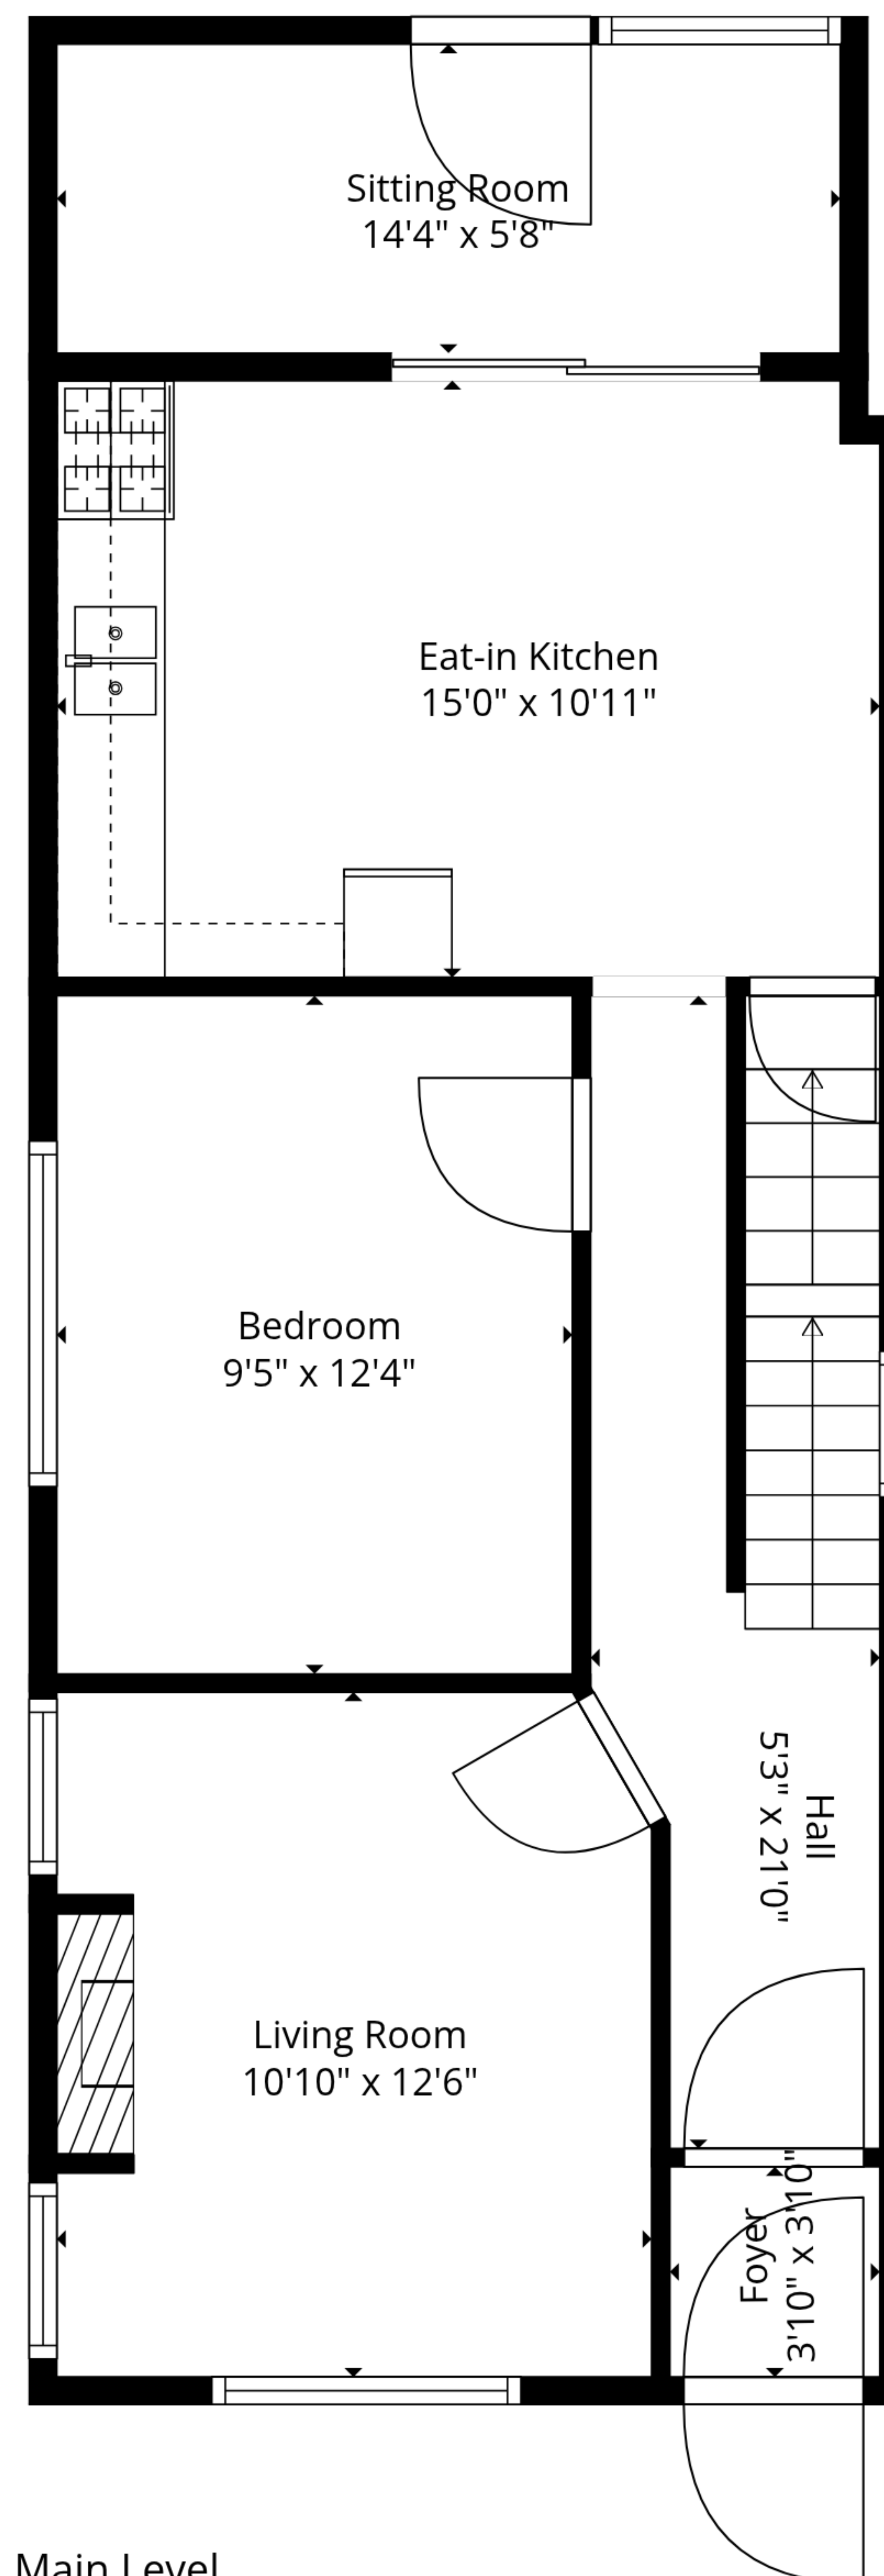 Sitting Room
14'4" x 5'8"
Eat-in Kitchen
15'0" x 10'11"
Bedroom
9'5" x 12'4"
Hall
5'3" x 21'0"
Living Room
10'10" x 12'6"
Foyer
3'10" x 3'10"
Main Level